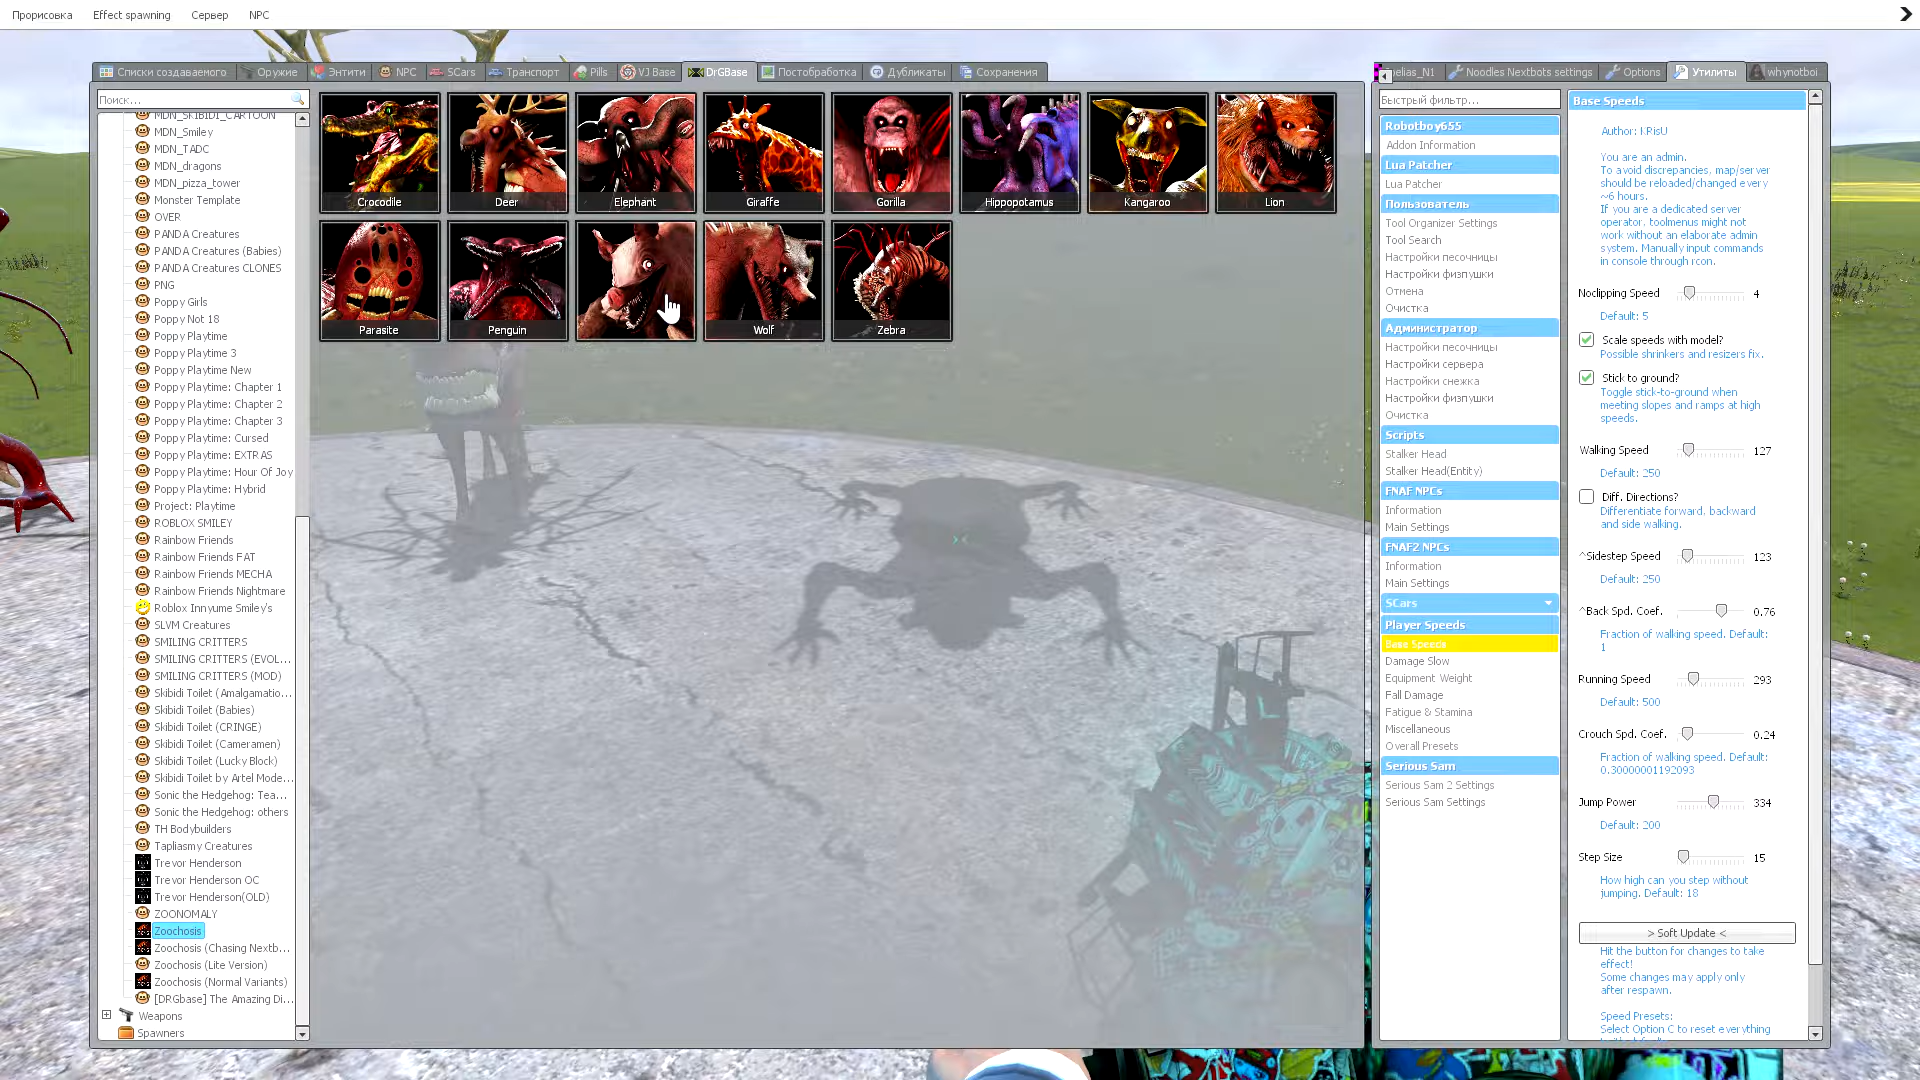 Прорисовка Effect spawning Сервер NPC
Списки создаваемого Оружие Энтити NPC SCars Транспорт Pills VJ Base DrGBase Постобработка Дубликаты Сохранения
Поиск...
MDN_SKIBIDI_CARTOON
MDN_Smiley
MDN_TADC
MDN_dragons
MDN_pizza_tower
Monster Template
OVER
PANDA Creatures
PANDA Creatures (Babies)
PANDA Creatures CLONES
PNG
Poppy Girls
Poppy Not 18
Poppy Playtime
Poppy Playtime 3
Poppy Playtime New
Poppy Playtime: Chapter 1
Poppy Playtime: Chapter 2
Poppy Playtime: Chapter 3
Poppy Playtime: Cursed
Poppy Playtime: EXTRAS
Poppy Playtime: Hour Of Joy
Poppy Playtime: Hybrid
Project: Playtime
ROBLOX SMILEY
Rainbow Friends
Rainbow Friends FAT
Rainbow Friends MECHA
Rainbow Friends Nightmare
Roblox Innyume Smiley's
SLVM Creatures
SMILING CRITTERS
SMILING CRITTERS (EVOL...
SMILING CRITTERS (MOD)
Skibidi Toilet (Amalgamatio...
Skibidi Toilet (Babies)
Skibidi Toilet (CRINGE)
Skibidi Toilet (Cameramen)
Skibidi Toilet (Lucky Block)
Skibidi Toilet by Artel Mode...
Sonic the Hedgehog: Tea...
Sonic the Hedgehog: others
TH Bodybuilders
Tapliasmy Creatures
Trevor Henderson
Trevor Henderson OC
Trevor Henderson(OLD)
ZOONOMALY
Zoochosis
Zoochosis (Chasing Nextb...
Zoochosis (Lite Version)
Zoochosis (Normal Variants)
[DRGbase] The Amazing Di...
Weapons
Spawners
Crocodile Deer Elephant Giraffe Gorilla Hippopotamus Kangaroo Lion
Parasite Penguin Wolf Zebra
elias_N1 Noodles Nextbots settings Options Утилиты whynotboi
Быстрый фильтр...
Robotboy655
Addon Information
Lua Patcher
Lua Patcher
Пользователь
Tool Organizer Settings
Tool Search
Настройки песочницы
Настройки физпушки
Отмена
Очистка
Администратор
Настройки песочницы
Настройки сервера
Настройки снежка
Настройки физпушки
Очистка
Scripts
Stalker Head
Stalker Head(Entity)
FNAF NPCs
Information
Main Settings
FNAF2 NPCs
Information
Main Settings
SCars
Player Speeds
Base Speeds
Damage Slow
Equipment Weight
Fall Damage
Fatigue & Stamina
Miscellaneous
Overall Presets
Serious Sam
Serious Sam 2 Settings
Serious Sam Settings
Base Speeds
Author: KRisU
You are an admin.
To avoid discrepancies, map/server
should be reloaded/changed every
~6 hours.
If you are a dedicated server
operator, toolmenus might not
work without an elaborate admin
system. Manually input commands
in console through rcon.
Noclipping Speed 4
Default: 5
Scale speeds with model?
Possible shrinkers and resizers fix.
Stick to ground?
Toggle stick-to-ground when
meeting slopes and ramps at high
speeds.
Walking Speed 127
Default: 250
Diff. Directions?
Differentiate forward, backward
and side walking.
^Sidestep Speed 123
Default: 250
^Back Spd. Coef. 0.76
Fraction of walking speed. Default:
1
Running Speed 293
Default: 500
Crouch Spd. Coef. 0.24
Fraction of walking speed. Default:
0.30000001192093
Jump Power 334
Default: 200
Step Size 15
How high can you step without
jumping. Default: 18
> Soft Update <
Hit the button for changes to take
effect!
Some changes may apply only
after respawn.
Speed Presets:
Select Option C to reset everything